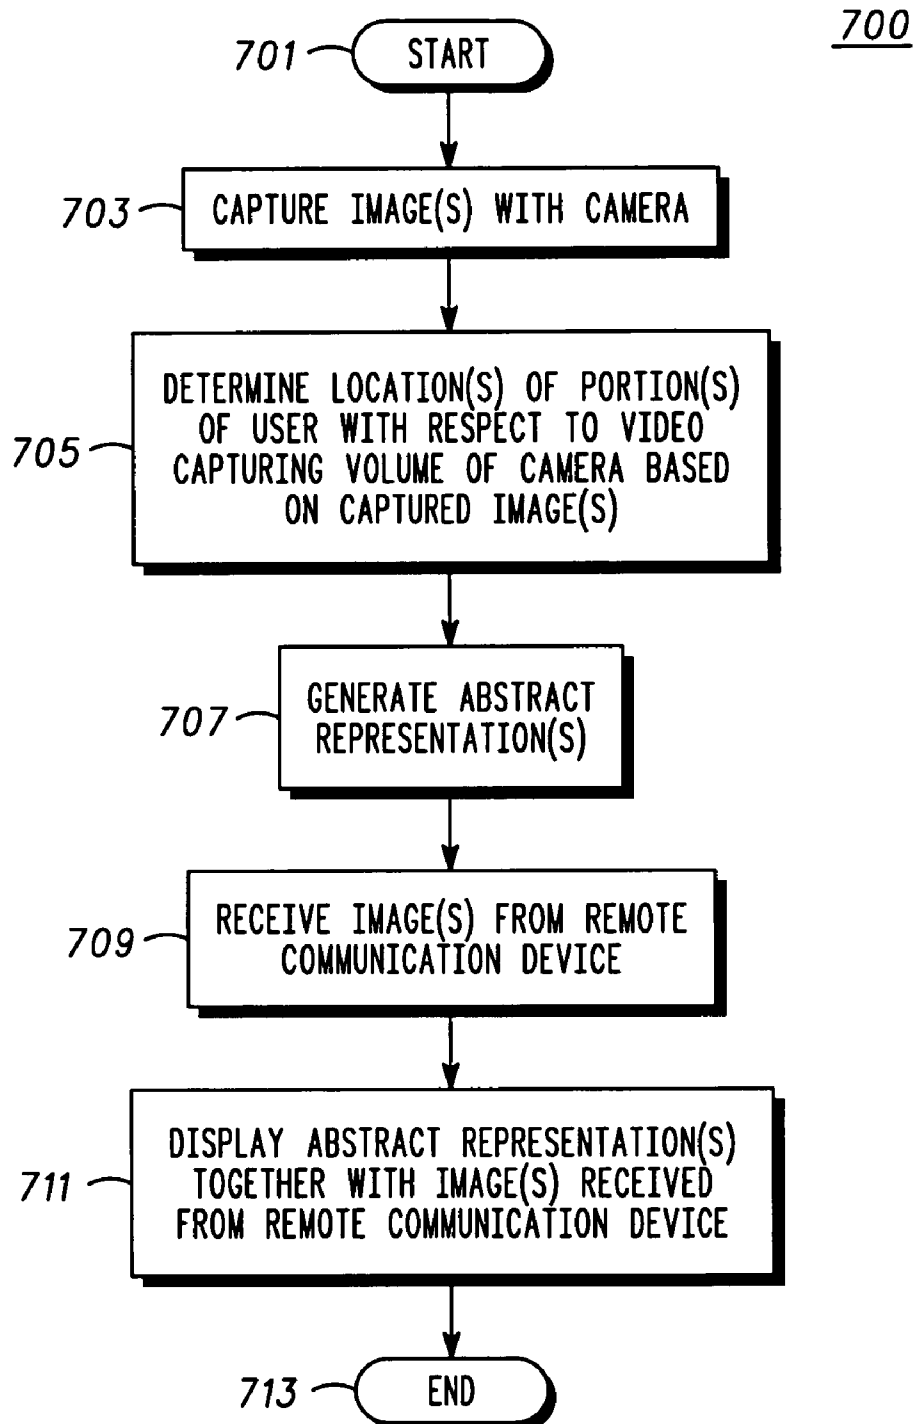 700
701
START
703
CAPTURE IMAGE(S) WITH CAMERA
705
DETERMINE LOCATION(S) OF PORTION(S)
OF USER WITH RESPECT TO VIDEO
CAPTURING VOLUME OF CAMERA BASED
ON CAPTURED IMAGE(S)
707
GENERATE ABSTRACT
REPRESENTATION(S)
709
RECEIVE IMAGE(S) FROM REMOTE
COMMUNICATION DEVICE
711
DISPLAY ABSTRACT REPRESENTATION(S)
TOGETHER WITH IMAGE(S) RECEIVED
FROM REMOTE COMMUNICATION DEVICE
713
END